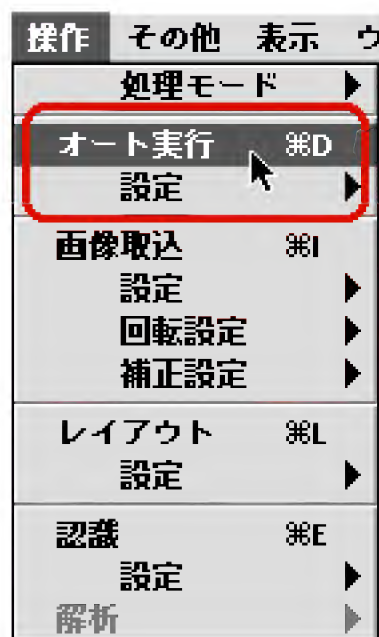 操作 その他 表示 ウ
処理モード
オート実行 ⌘D
設定
画像取込 ⌘I
設定
回転設定
補正設定
レイアウト ⌘L
設定
認識 ⌘E
設定
解析